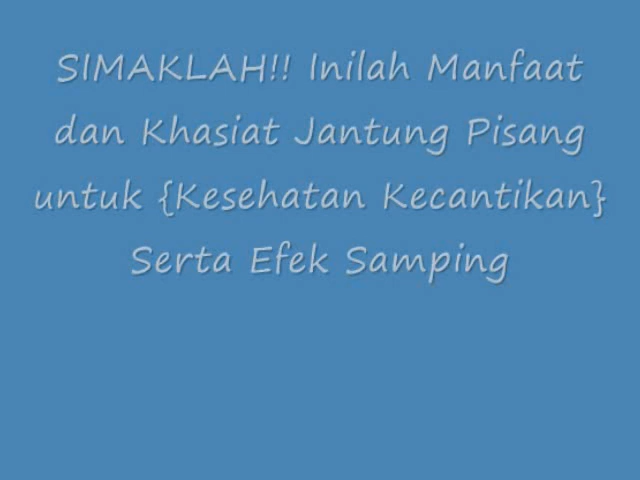 SIMAKLAH!! Inilah Manfaat
dan Khasiat Jantung Pisang
untuk {Kesehatan Kecantikan}
Serta Efek Samping